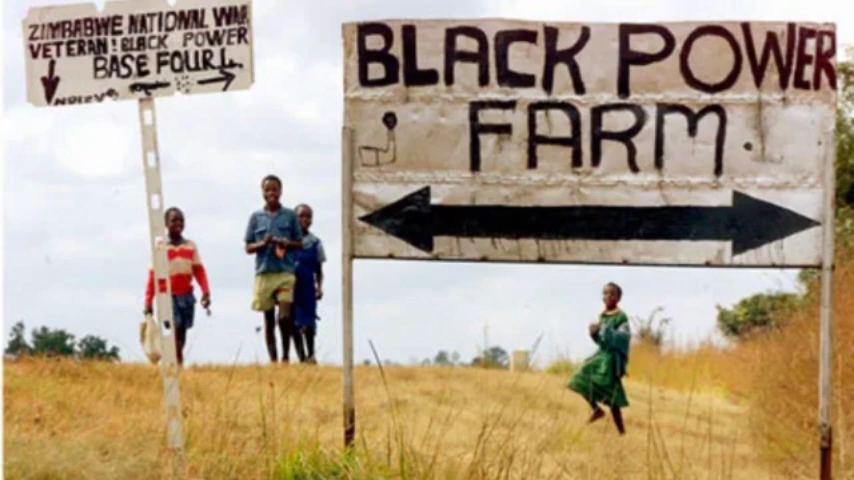 ZIMBABWE NATIONAL WAR
VETERAN! BLACK POWER
BASE FOUR
BLACK POWER
FARM